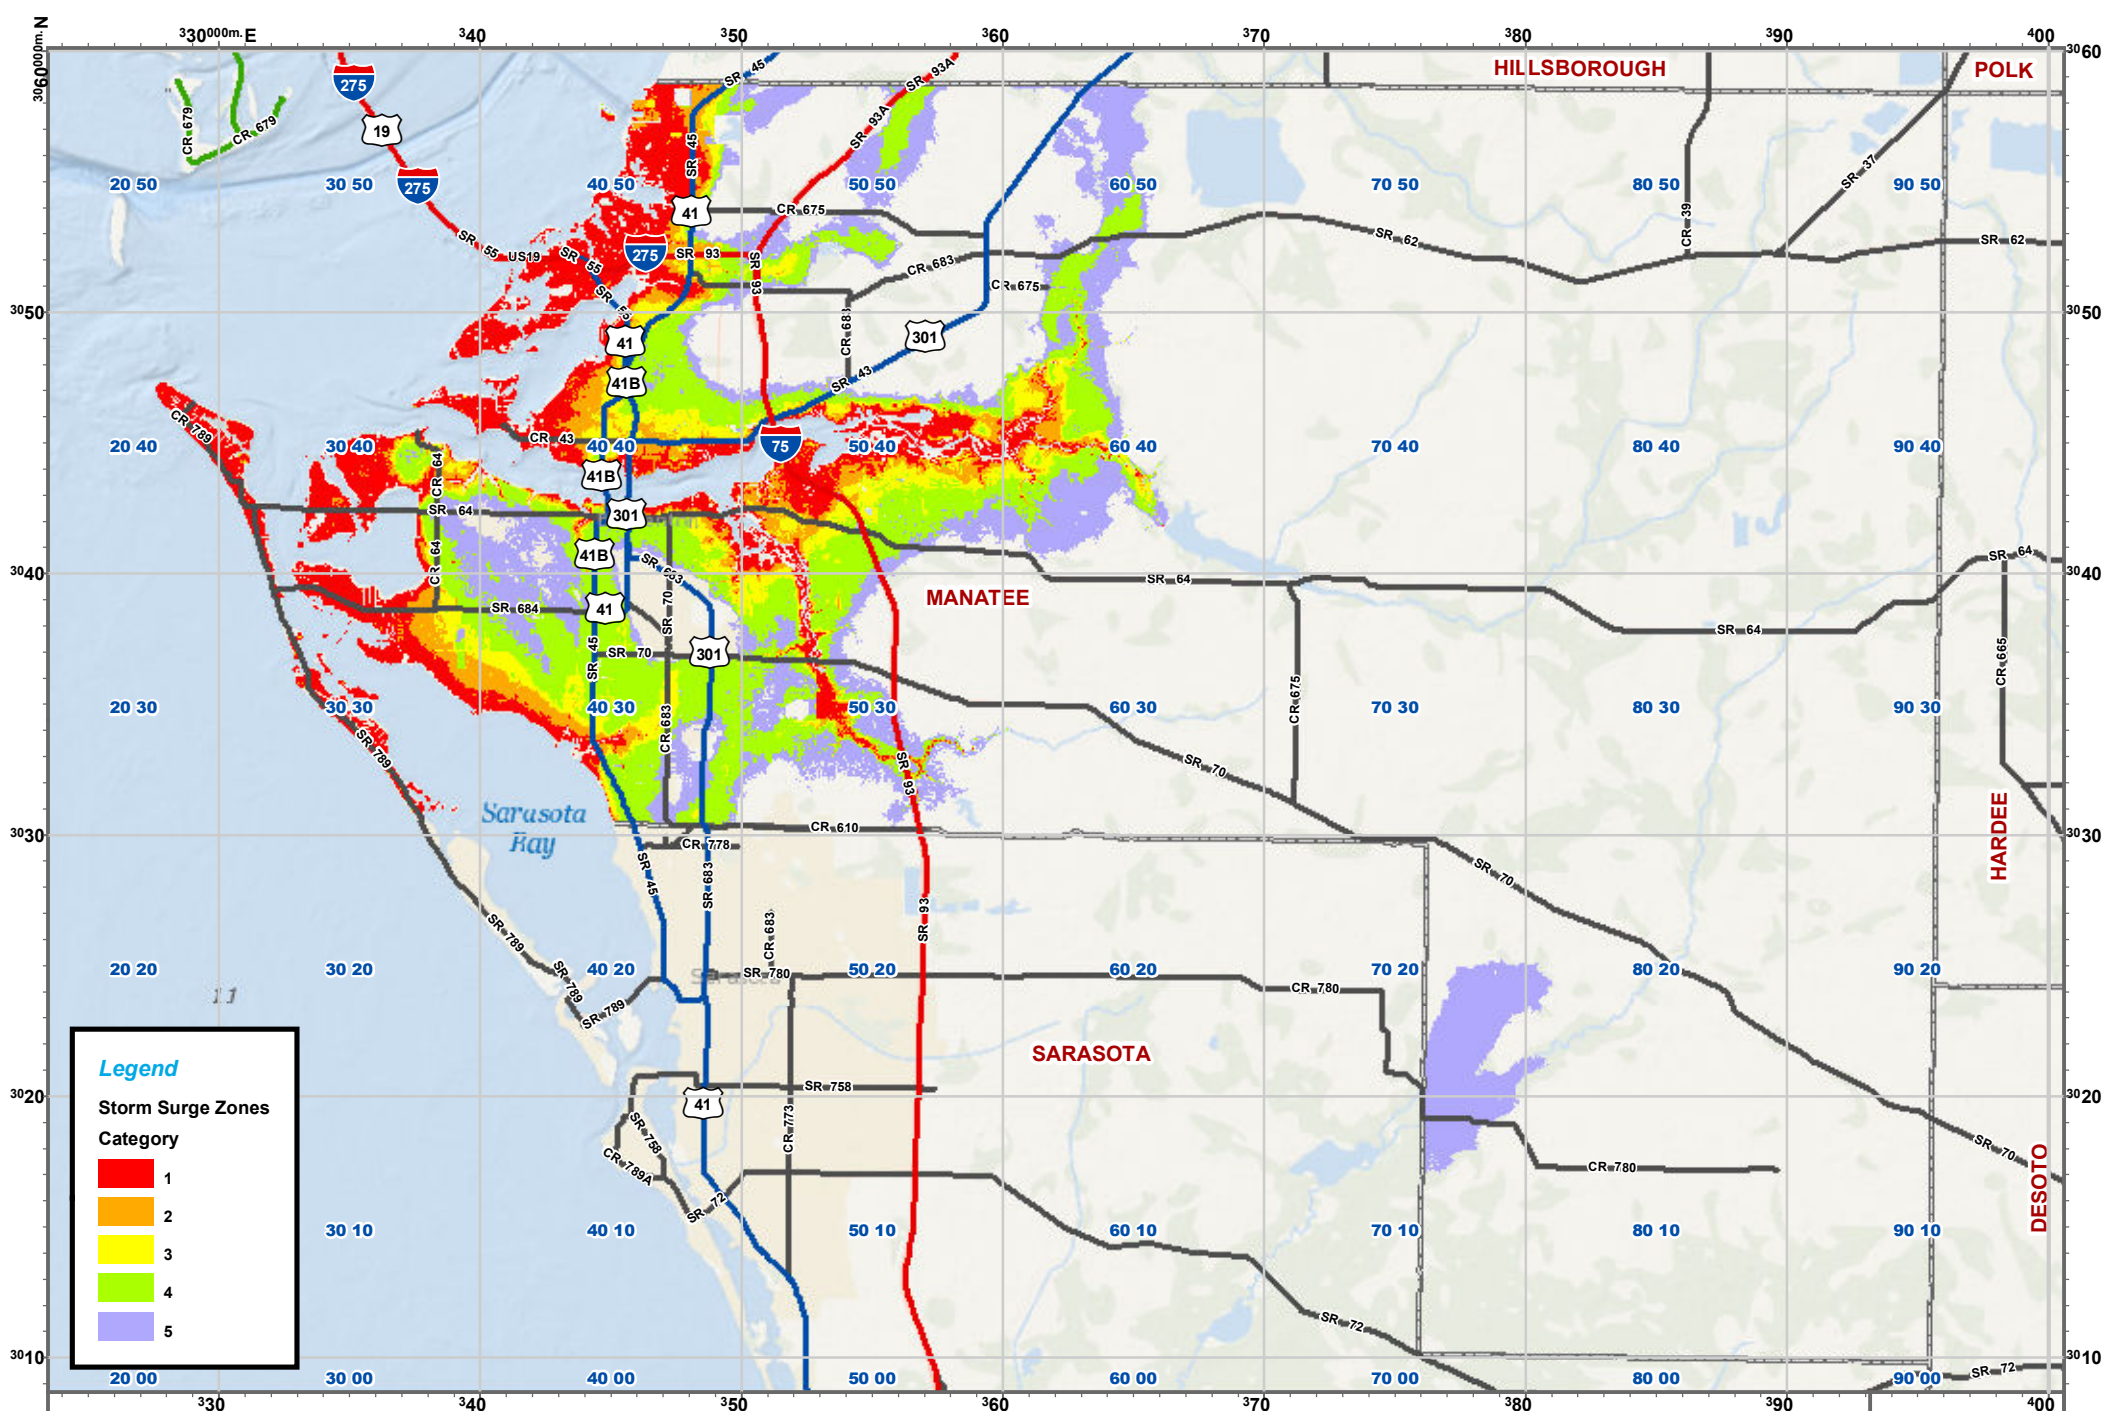 3060000m. N
330000m. E
340
350
360
370
380
390
400
3060
SR 45
SR 93A
HILLSBOROUGH
POLK
275
19
CR 679
CR 679
SR 93A
SR 45
275
SR 37
20 50
30 50
40 50
50 50
60 50
70 50
80 50
90 50
41
CR 675
CR 39
SR 62
SR 62
SR 55
US19
SR 55
275
SR 93
SR 93
CR 683
CR 675
SR 55
3050
3050
41
CR 683
301
41B
SR 43
CR 789
CR 43
20 40
30 40
40 40
75
50 40
60 40
70 40
80 40
90 40
CR 64
41B
SR 64
301
41B
CR 64
SR 683
SR 64
SR 64
3040
3040
SR 684
41
SR 70
MANATEE
SR 64
SR 45
SR 70
301
CR 665
CR 675
20 30
30 30
40 30
50 30
60 30
70 30
80 30
90 30
CR 683
SR 789
SR 93
SR 70
Sarasota
Bay
CR 610
3030
3030
CR 778
HARDEE
SR 45
SR 683
SR 70
SR 93
CR 683
SR 789
20 20
30 20
SR 789
40 20
SR 780
Sarasota
50 20
60 20
70 20
80 20
90 20
CR 780
11
SR 789
SARASOTA
Legend
Storm Surge Zones
Category
1
2
3
4
5
SR 758
41
3020
3020
SR 758
CR 773
CR 789A
SR 72
CR 780
SR 70
DESOTO
30 10
40 10
50 10
60 10
70 10
80 10
90 10
SR 72
3010
3010
SR 72
20 00
30 00
40 00
50 00
60 00
70 00
80 00
90 00
330
340
350
360
370
380
390
400